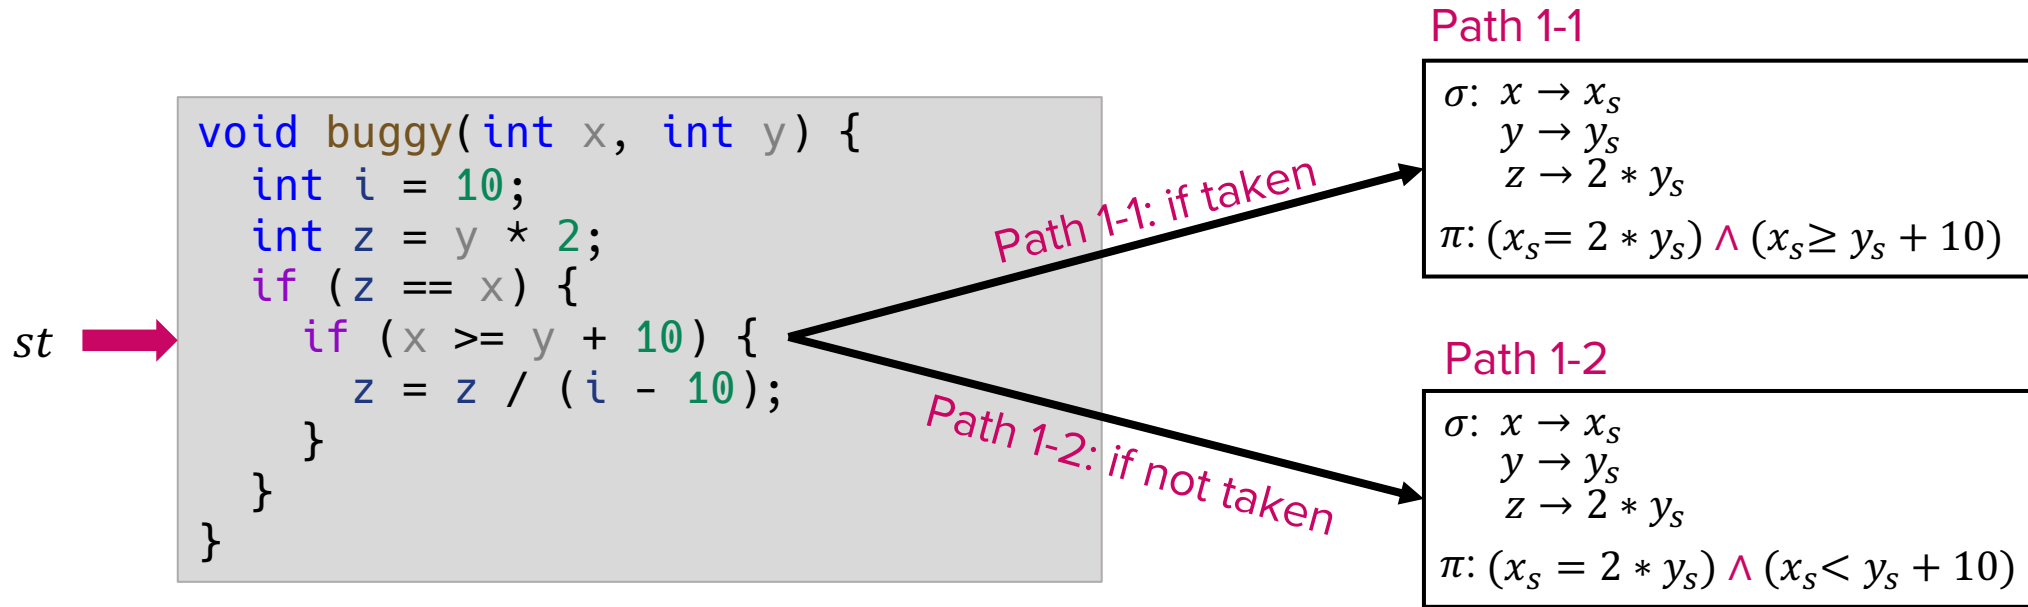 st
void buggy(int x, int y) {
int i = 10;
int z = y * 2;
if (z == x) {
if (x >= y + 10) {
z = z / (i - 10);
}
}
}
Path 1-1: if taken
Path 1-2: if not taken
Path 1-1
σ: x → xₛ
y → yₛ
z → 2 ∗ yₛ
π: (xₛ= 2 ∗ yₛ) ∧ (xₛ≥ yₛ + 10)
Path 1-2
σ: x → xₛ
y → yₛ
z → 2 ∗ yₛ
π: (xₛ = 2 ∗ yₛ) ∧ (xₛ< yₛ + 10)